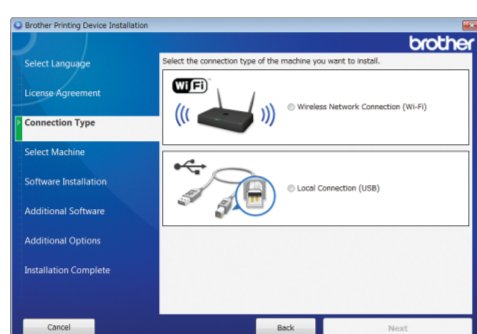 Brother Printing Device Installation
brother
Select Language
License Agreement
Connection Type
Select Machine
Software Installation
Additional Software
Additional Options
Installation Complete
Select the connection type of the machine you want to install.
Wi Fi
Wireless Network Connection (Wi-Fi)
Local Connection (USB)
Cancel
Back
Next